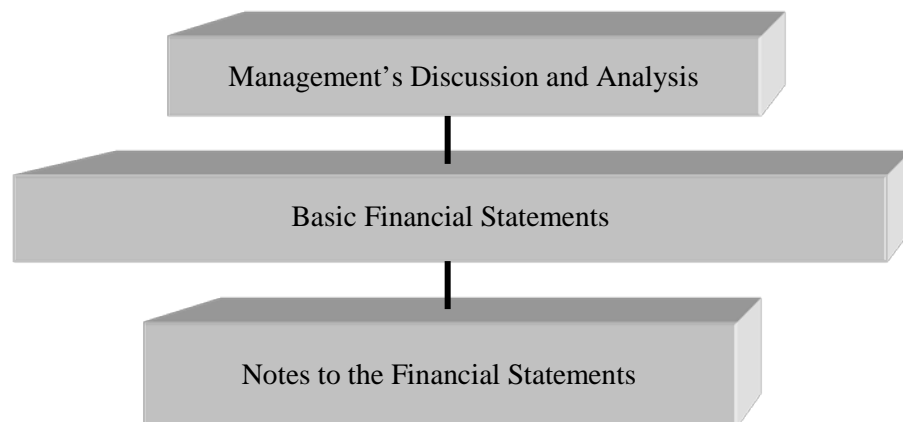 Management’s Discussion and Analysis
Basic Financial Statements
Notes to the Financial Statements